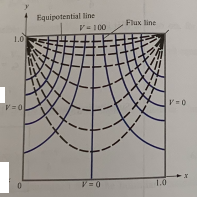 y
Equipotential line
Flux line
V = 100
1.0
V = 0
V = 0
x
0
V = 0
1.0